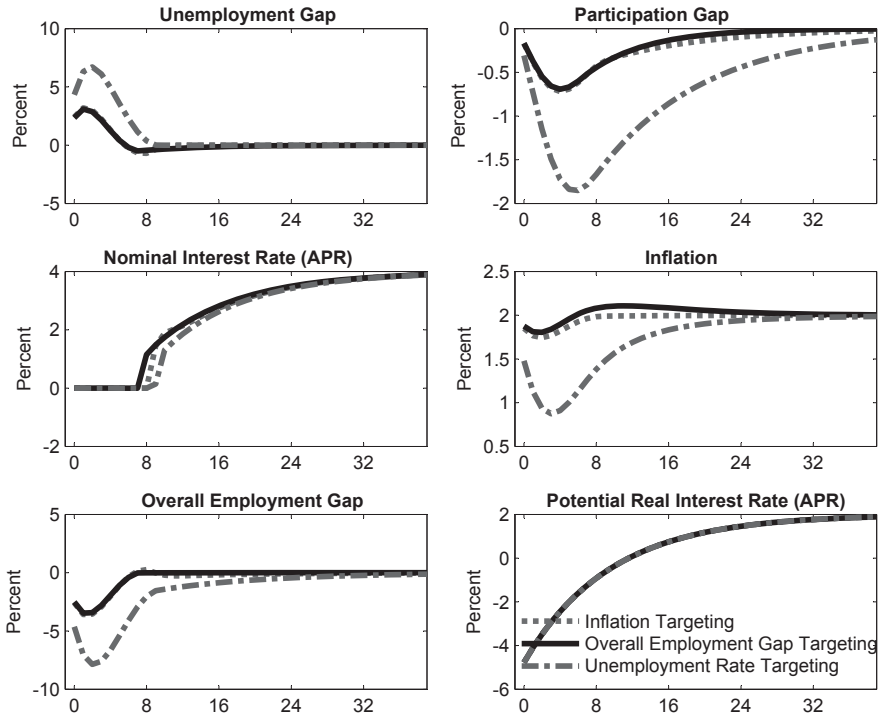 Unemployment Gap
Percent
10
5
0
-5
0 8 16 24 32
Participation Gap
Percent
0
-0.5
-1
-1.5
-2
0 8 16 24 32
Nominal Interest Rate (APR)
Percent
4
2
0
-2
0 8 16 24 32
Inflation
Percent
2.5
2
1.5
1
0.5
0 8 16 24 32
Overall Employment Gap
Percent
5
0
-5
-10
0 8 16 24 32
Potential Real Interest Rate (APR)
Percent
2
0
-2
-4
-6
Inflation Targeting
Overall Employment Gap Targeting
Unemployment Rate Targeting
0 8 16 24 32